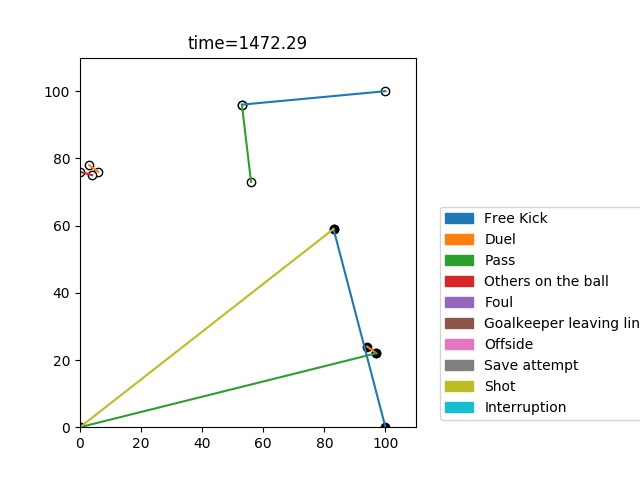 time=1472.29
100
80
60
40
20
0
0 20 40 60 80 100
Free Kick
Duel
Pass
Others on the ball
Foul
Goalkeeper leaving lin
Offside
Save attempt
Shot
Interruption